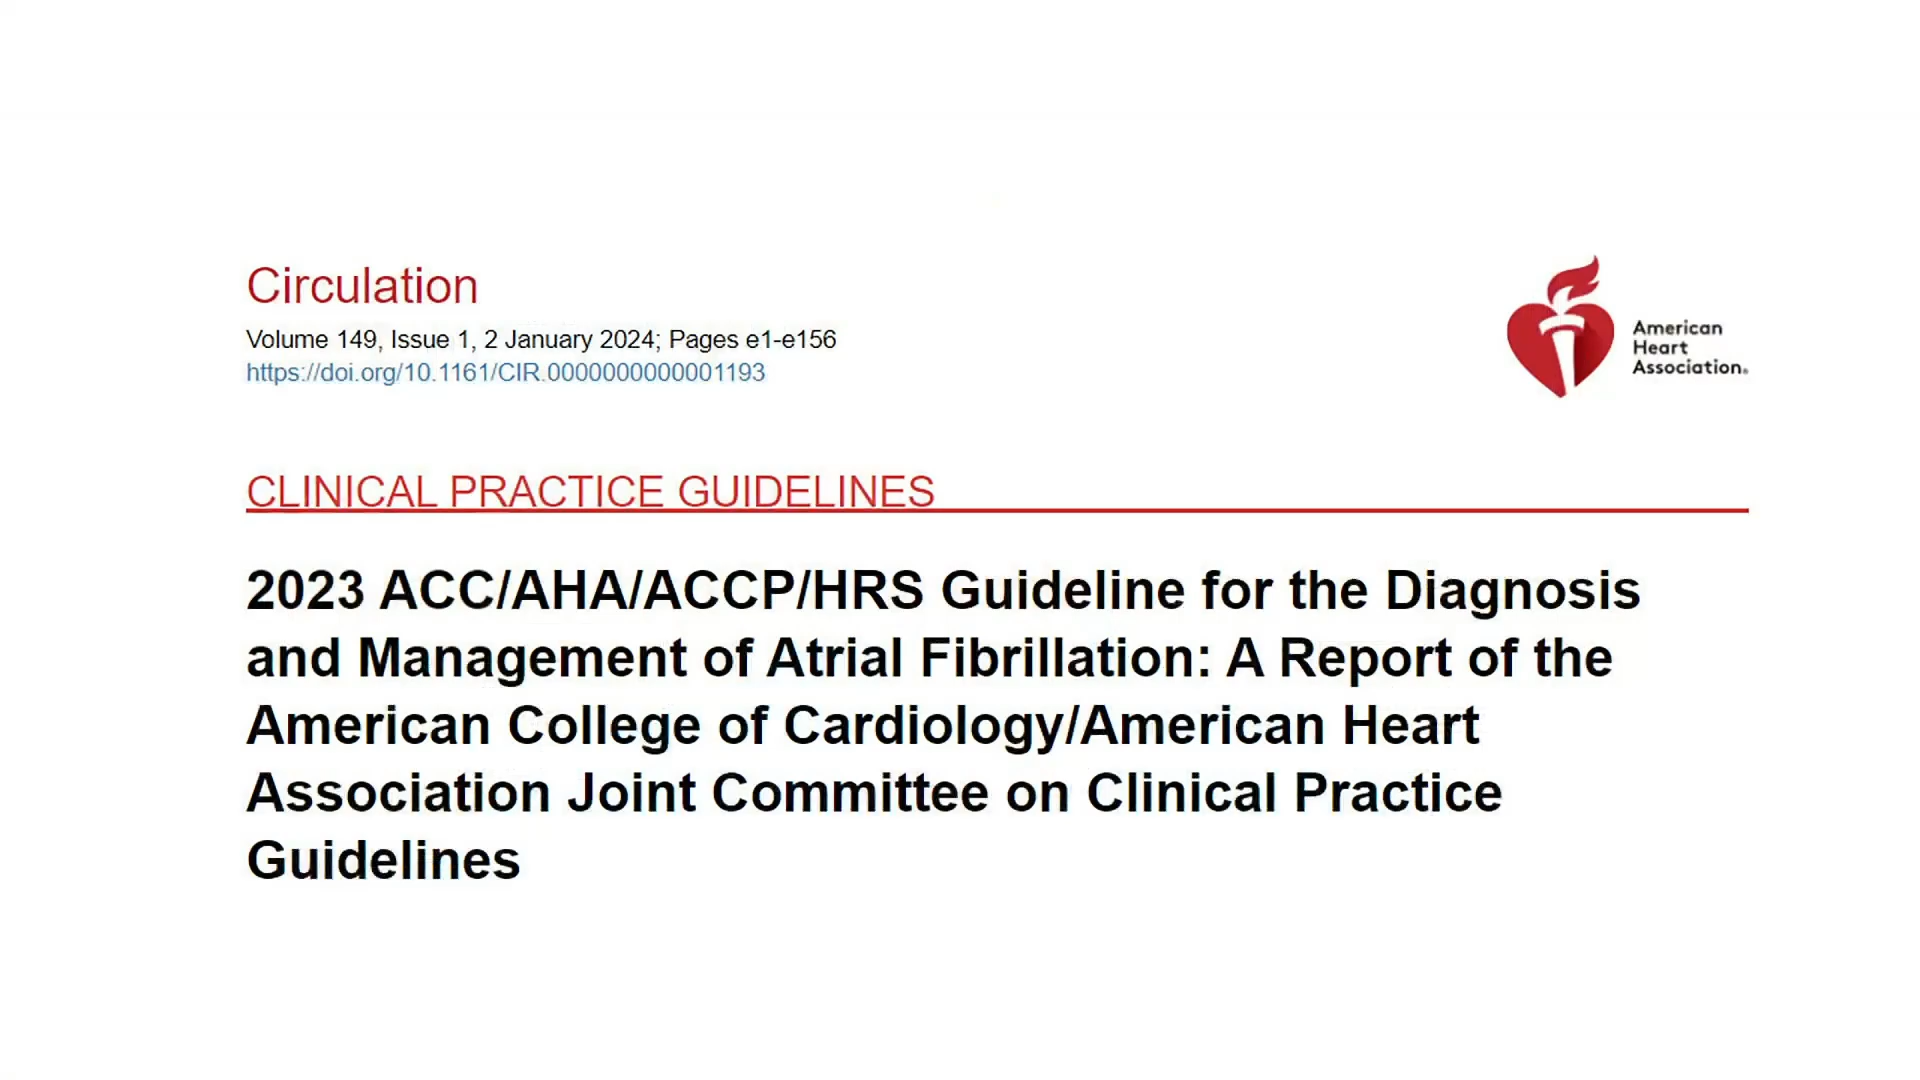 Circulation
Volume 149, Issue 1, 2 January 2024; Pages e1-e156
https://doi.org/10.1161/CIR.0000000000001193
American
Heart
Association.
CLINICAL PRACTICE GUIDELINES
2023 ACC/AHA/ACCP/HRS Guideline for the Diagnosis
and Management of Atrial Fibrillation: A Report of the
American College of Cardiology/American Heart
Association Joint Committee on Clinical Practice
Guidelines